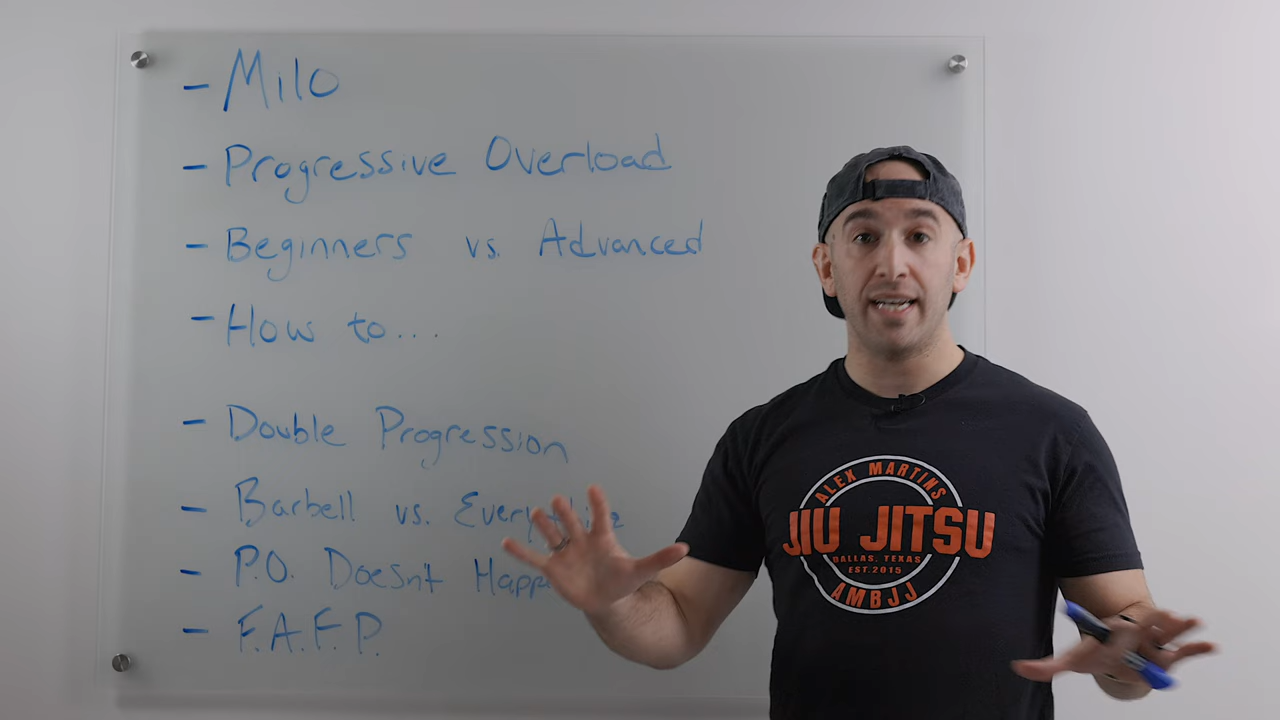 - Milo
- Progressive Overload
- Beginners vs. Advanced
- How to...
- Double Progression
- Barbell vs.
- P.O. Doesn't
- F.A.F.P.
ALEX MARTINS
JIU JITSU
DALLAS, TEXAS
EST.2015
AMBJJ